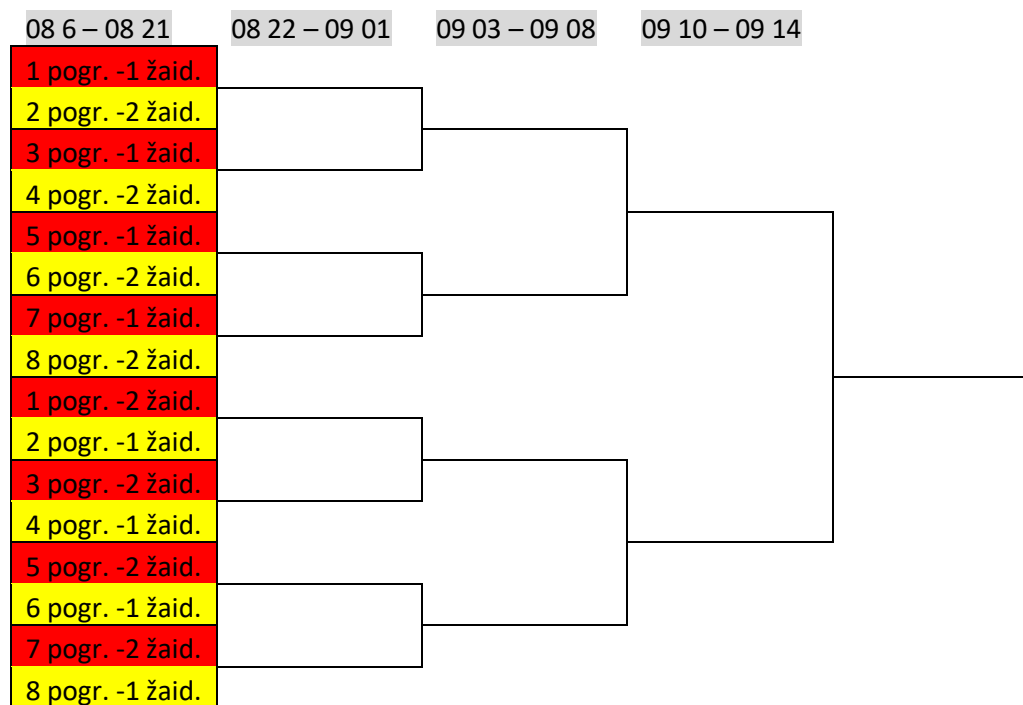 08 6 – 08 21 08 22 – 09 01 09 03 – 09 08 09 10 – 09 14
1 pogr. -1 žaid.
2 pogr. -2 žaid.
3 pogr. -1 žaid.
4 pogr. -2 žaid.
5 pogr. -1 žaid.
6 pogr. -2 žaid.
7 pogr. -1 žaid.
8 pogr. -2 žaid.
1 pogr. -2 žaid.
2 pogr. -1 žaid.
3 pogr. -2 žaid.
4 pogr. -1 žaid.
5 pogr. -2 žaid.
6 pogr. -1 žaid.
7 pogr. -2 žaid.
8 pogr. -1 žaid.